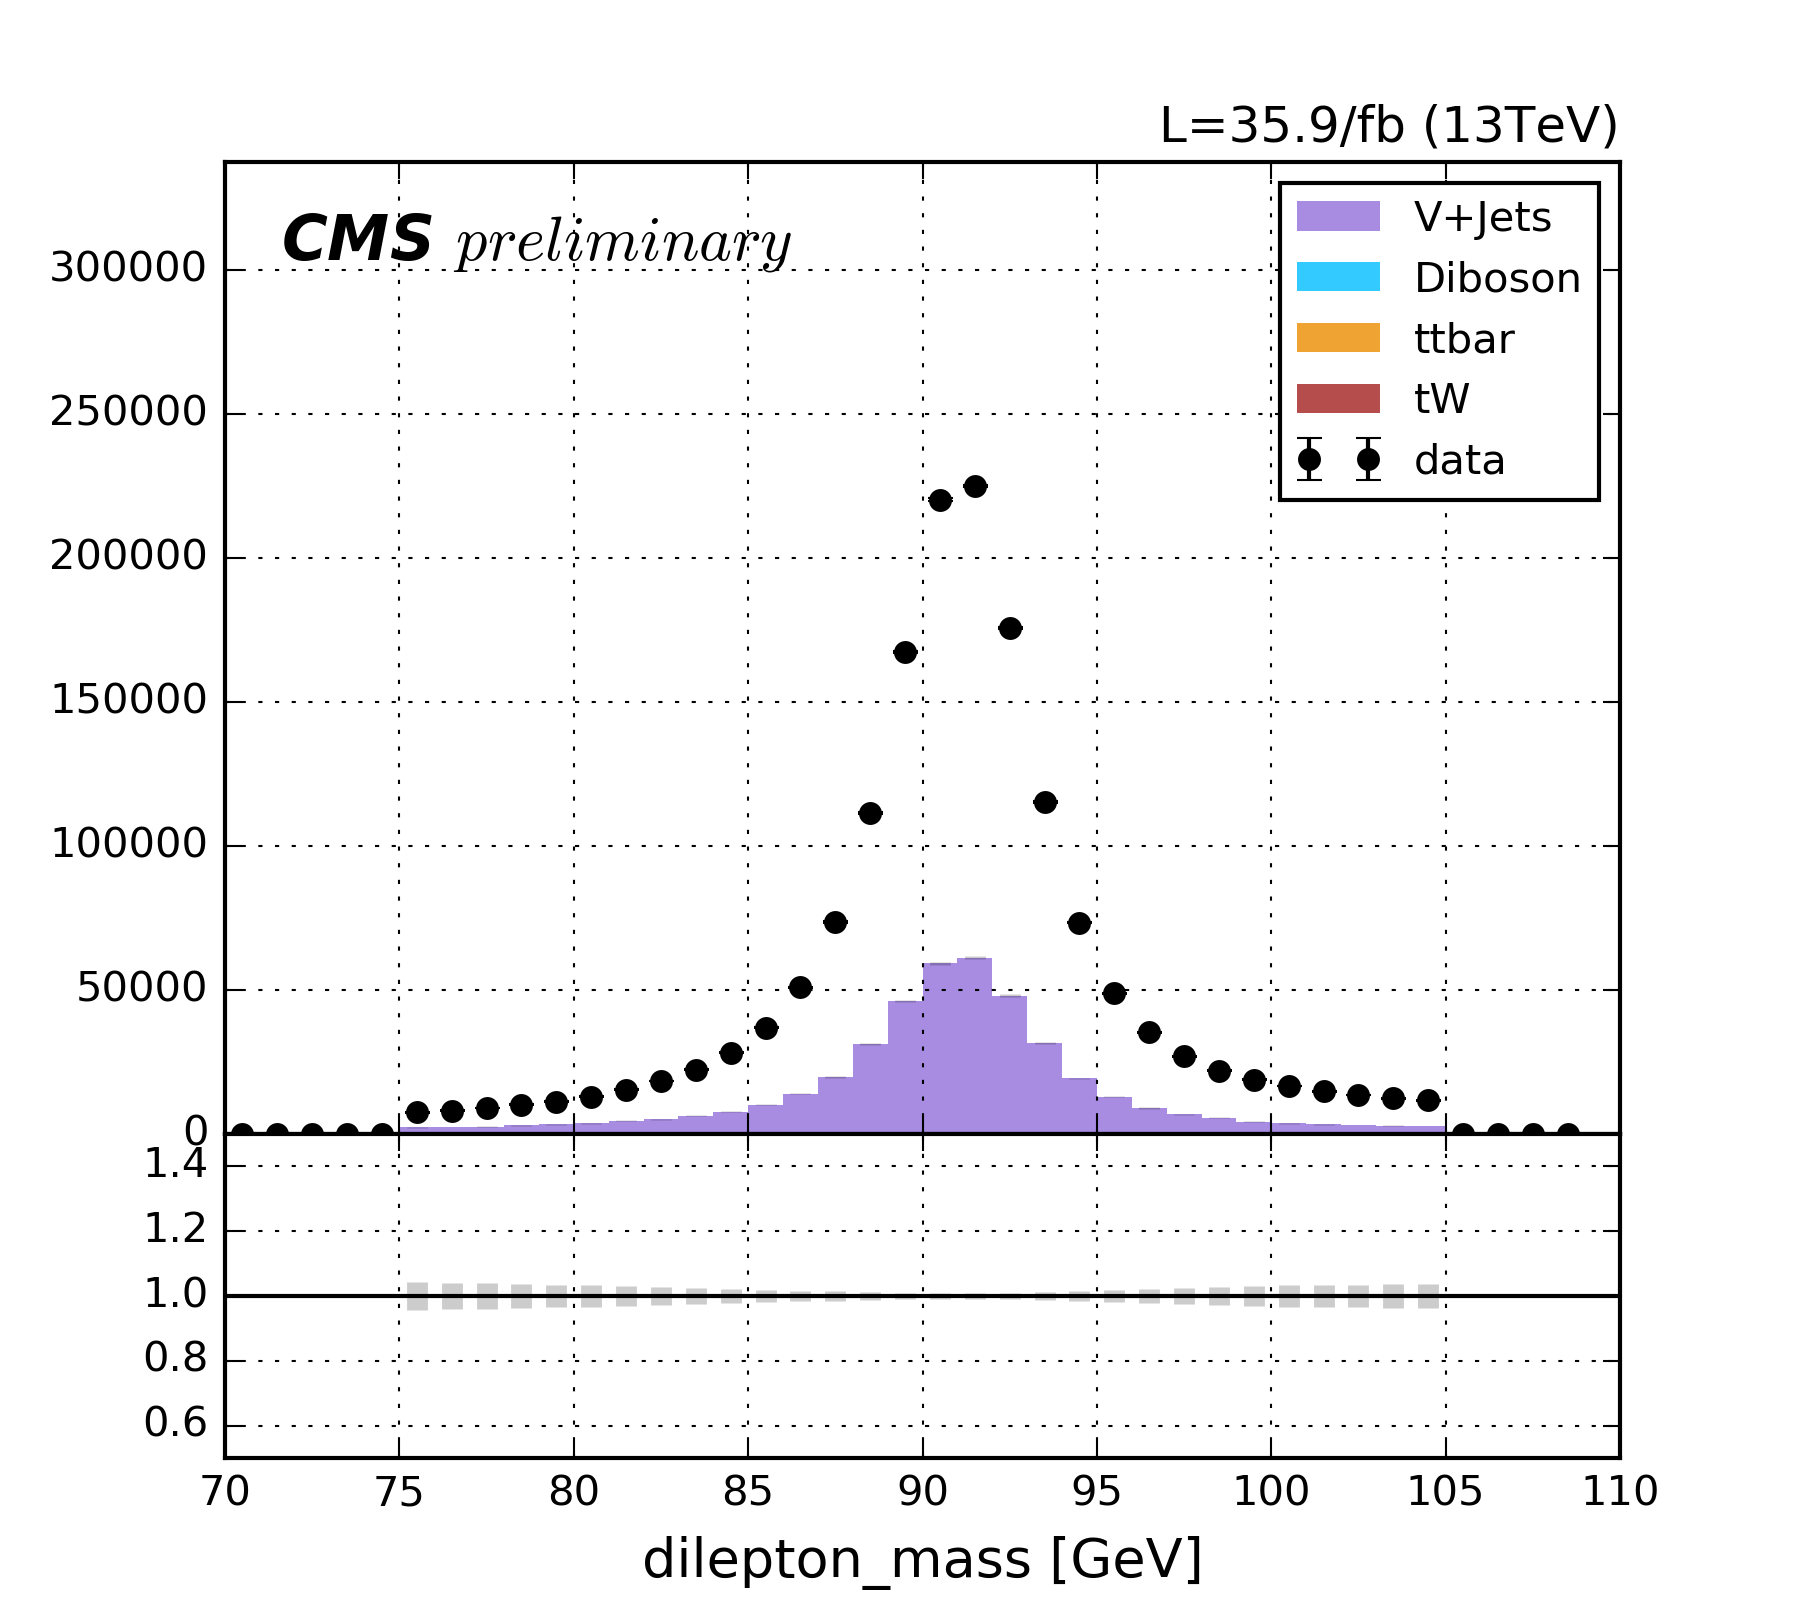 L=35.9/fb (13TeV)
CMS preliminary
V+Jets
Diboson
ttbar
tW
data
300000
250000
200000
150000
100000
50000
0
1.4
1.2
1.0
0.8
0.6
70 75 80 85 90 95 100 105 110
dilepton_mass [GeV]